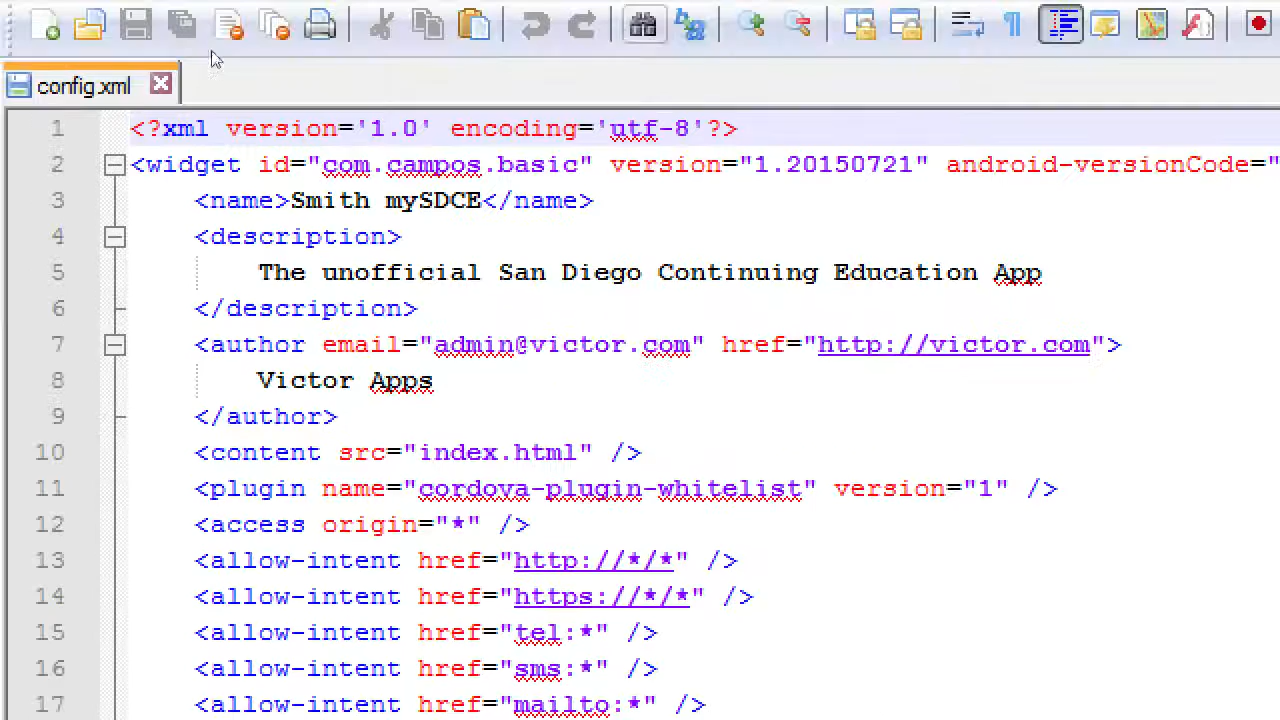 config.xml
1 <?xml version='1.0' encoding='utf-8'?>
2 <widget id="com.campos.basic" version="1.20150721" android-versionCode="
3 <name>Smith mySDCE</name>
4 <description>
5 The unofficial San Diego Continuing Education App
6 </description>
7 <author email="admin@victor.com" href="http://victor.com">
8 Victor Apps
9 </author>
10 <content src="index.html" />
11 <plugin name="cordova-plugin-whitelist" version="1" />
12 <access origin="*" />
13 <allow-intent href="http://*/*" />
14 <allow-intent href="https://*/*" />
15 <allow-intent href="tel:*" />
16 <allow-intent href="sms:*" />
17 <allow-intent href="mailto:*" />